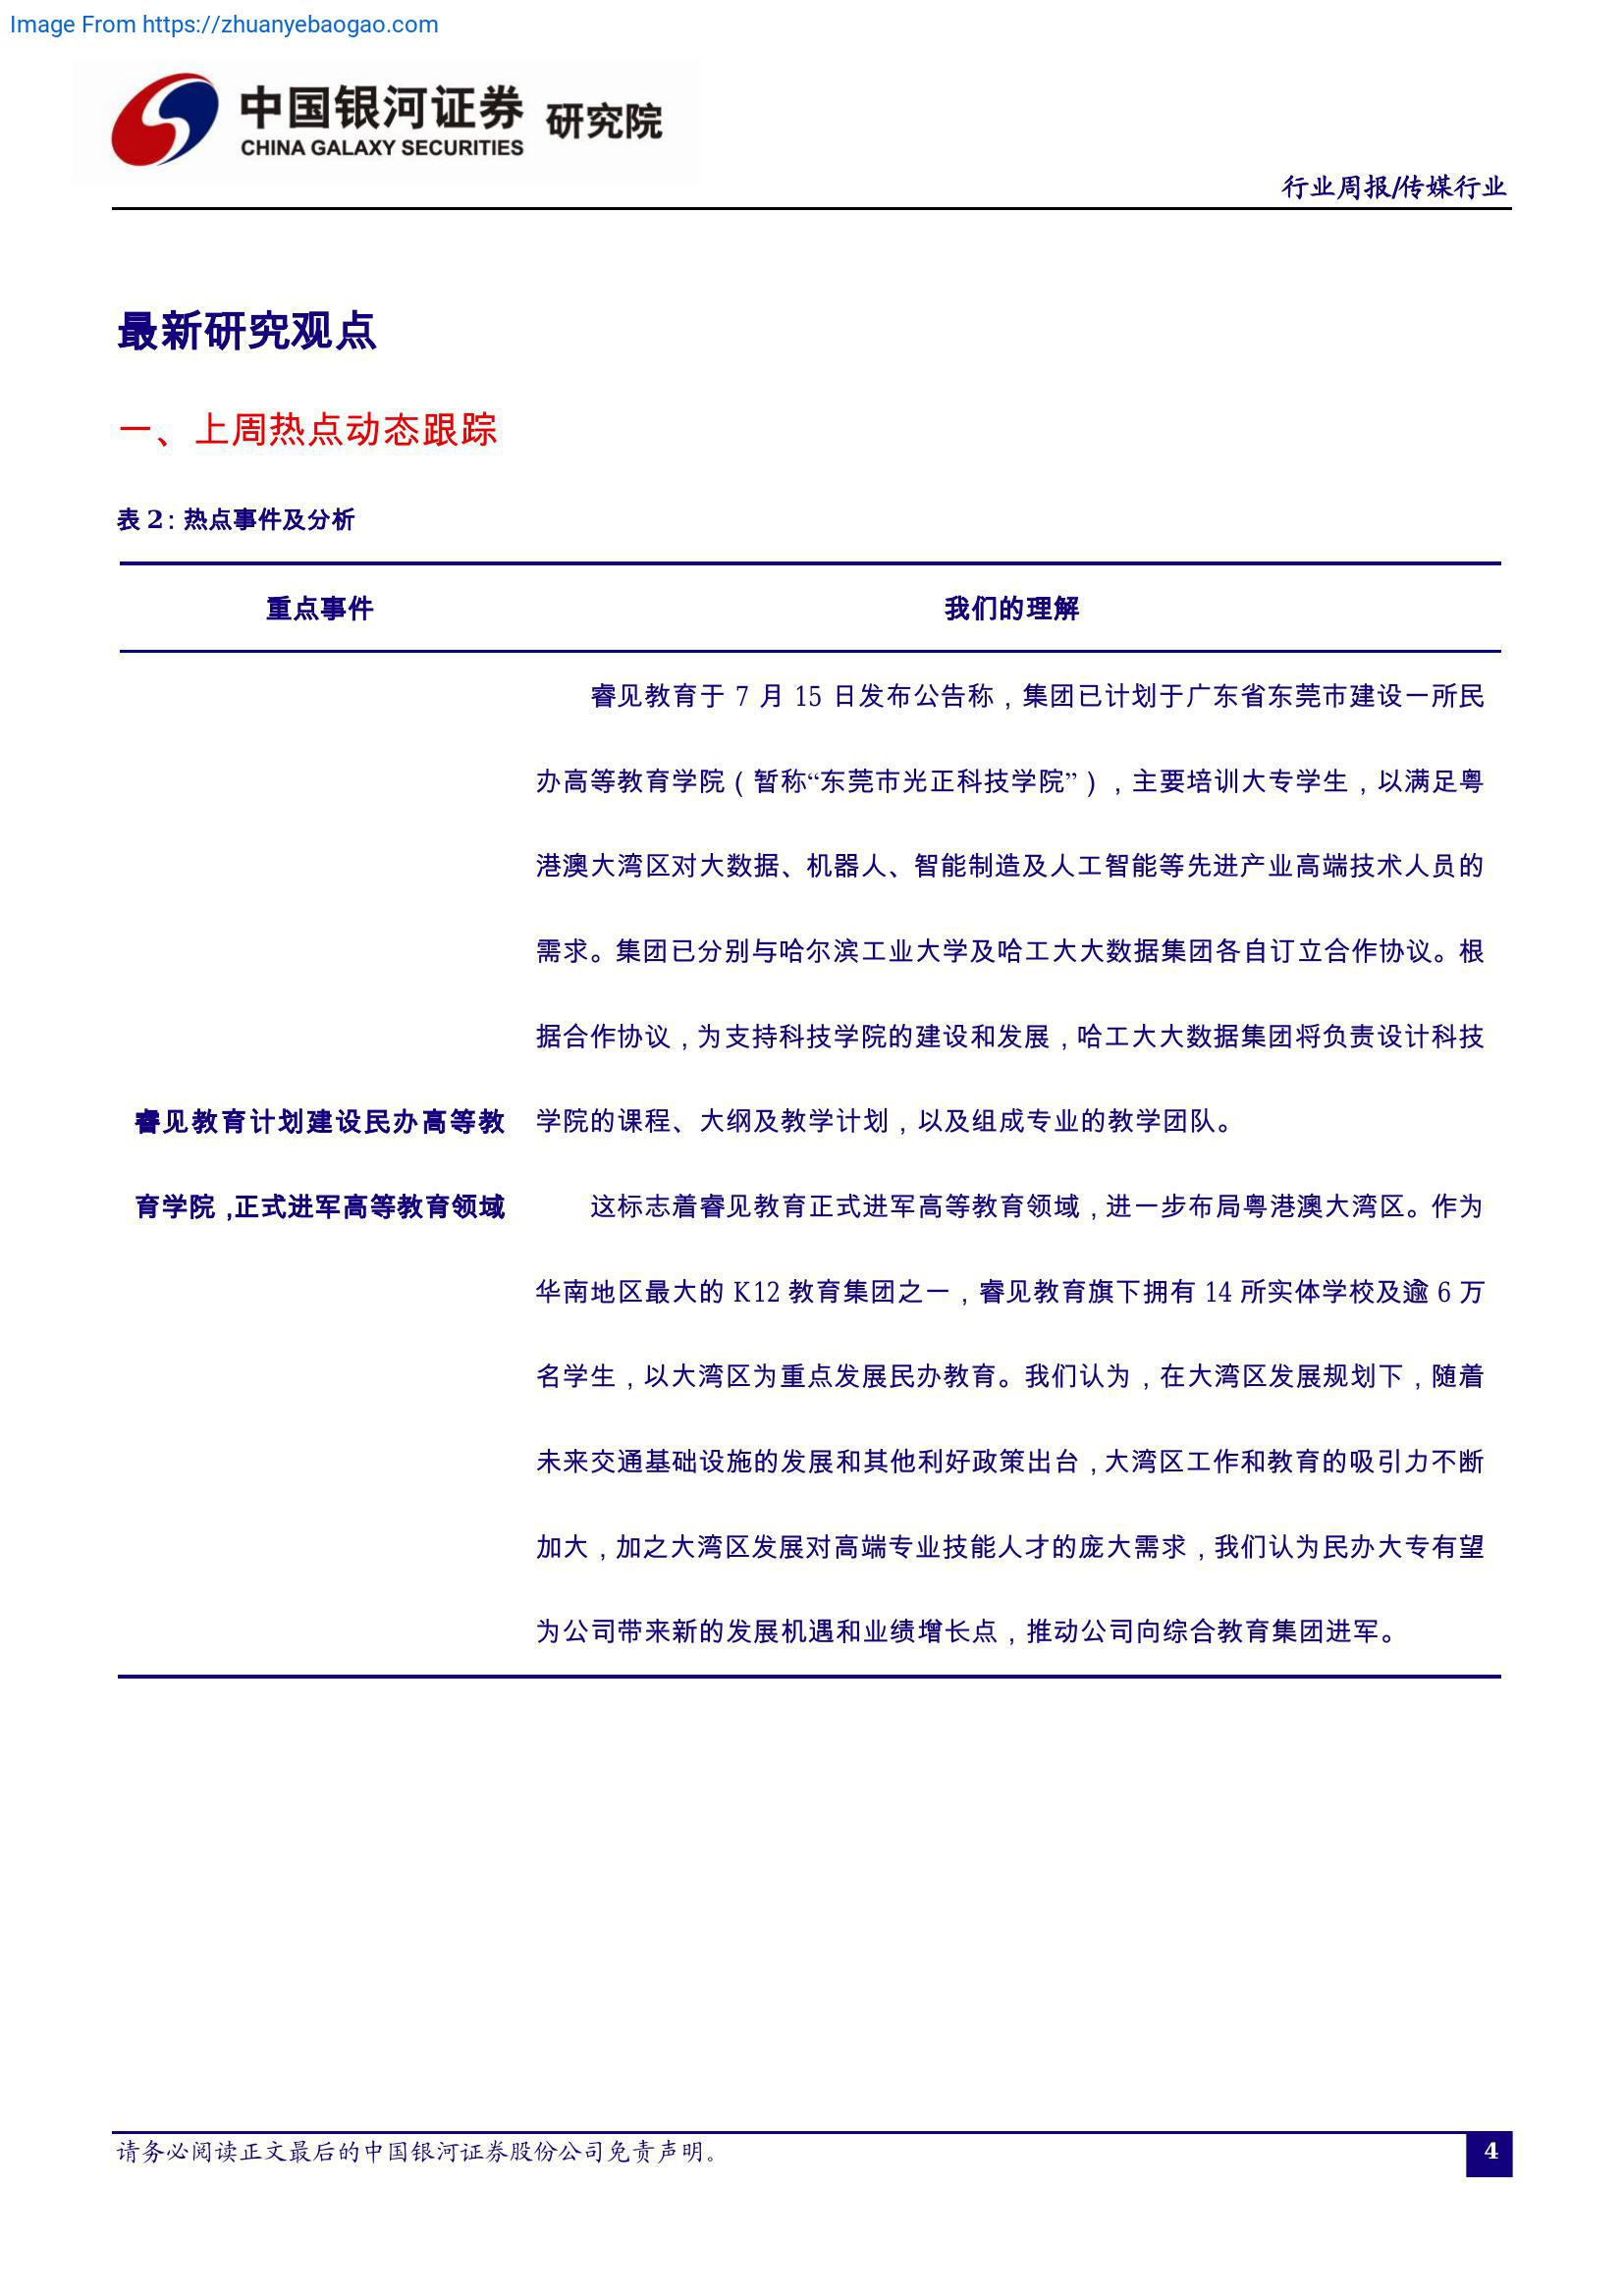 Image From https://zhuanyebaogao.com
中国银河证券 研究院
CHINA GALAXY SECURITIES
行业周报/传媒行业
最新研究观点
一、上周热点动态跟踪
表 2：热点事件及分析
重点事件 我们的理解
睿见教育于 7 月 15 日发布公告称，集团已计划于广东省东莞市建设一所民
办高等教育学院（暂称“东莞市光正科技学院”），主要培训大专学生，以满足粤
港澳大湾区对大数据、机器人、智能制造及人工智能等先进产业高端技术人员的
需求。集团已分别与哈尔滨工业大学及哈工大大数据集团各自订立合作协议。根
据合作协议，为支持科技学院的建设和发展，哈工大大数据集团将负责设计科技
睿见教育计划建设民办高等教 学院的课程、大纲及教学计划，以及组成专业的教学团队。
育学院，正式进军高等教育领域 这标志着睿见教育正式进军高等教育领域，进一步布局粤港澳大湾区。作为
华南地区最大的 K12 教育集团之一，睿见教育旗下拥有 14 所实体学校及逾 6 万
名学生，以大湾区为重点发展民办教育。我们认为，在大湾区发展规划下，随着
未来交通基础设施的发展和其他利好政策出台，大湾区工作和教育的吸引力不断
加大，加之大湾区发展对高端专业技能人才的庞大需求，我们认为民办大专有望
为公司带来新的发展机遇和业绩增长点，推动公司向综合教育集团进军。
请务必阅读正文最后的中国银河证券股份公司免责声明。 4